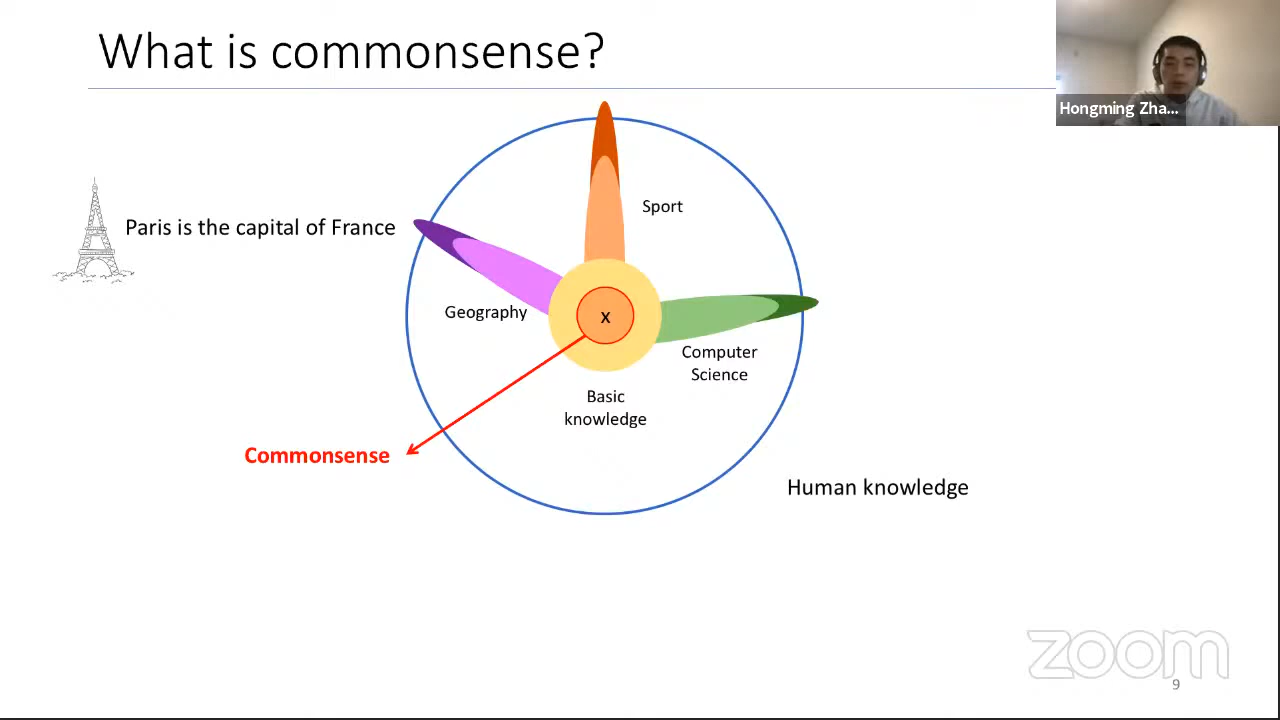 What is commonsense?
Hongming Zha...
Sport
Paris is the capital of France
Geography
x
Computer
Science
Basic
knowledge
Commonsense
Human knowledge
zoom
9